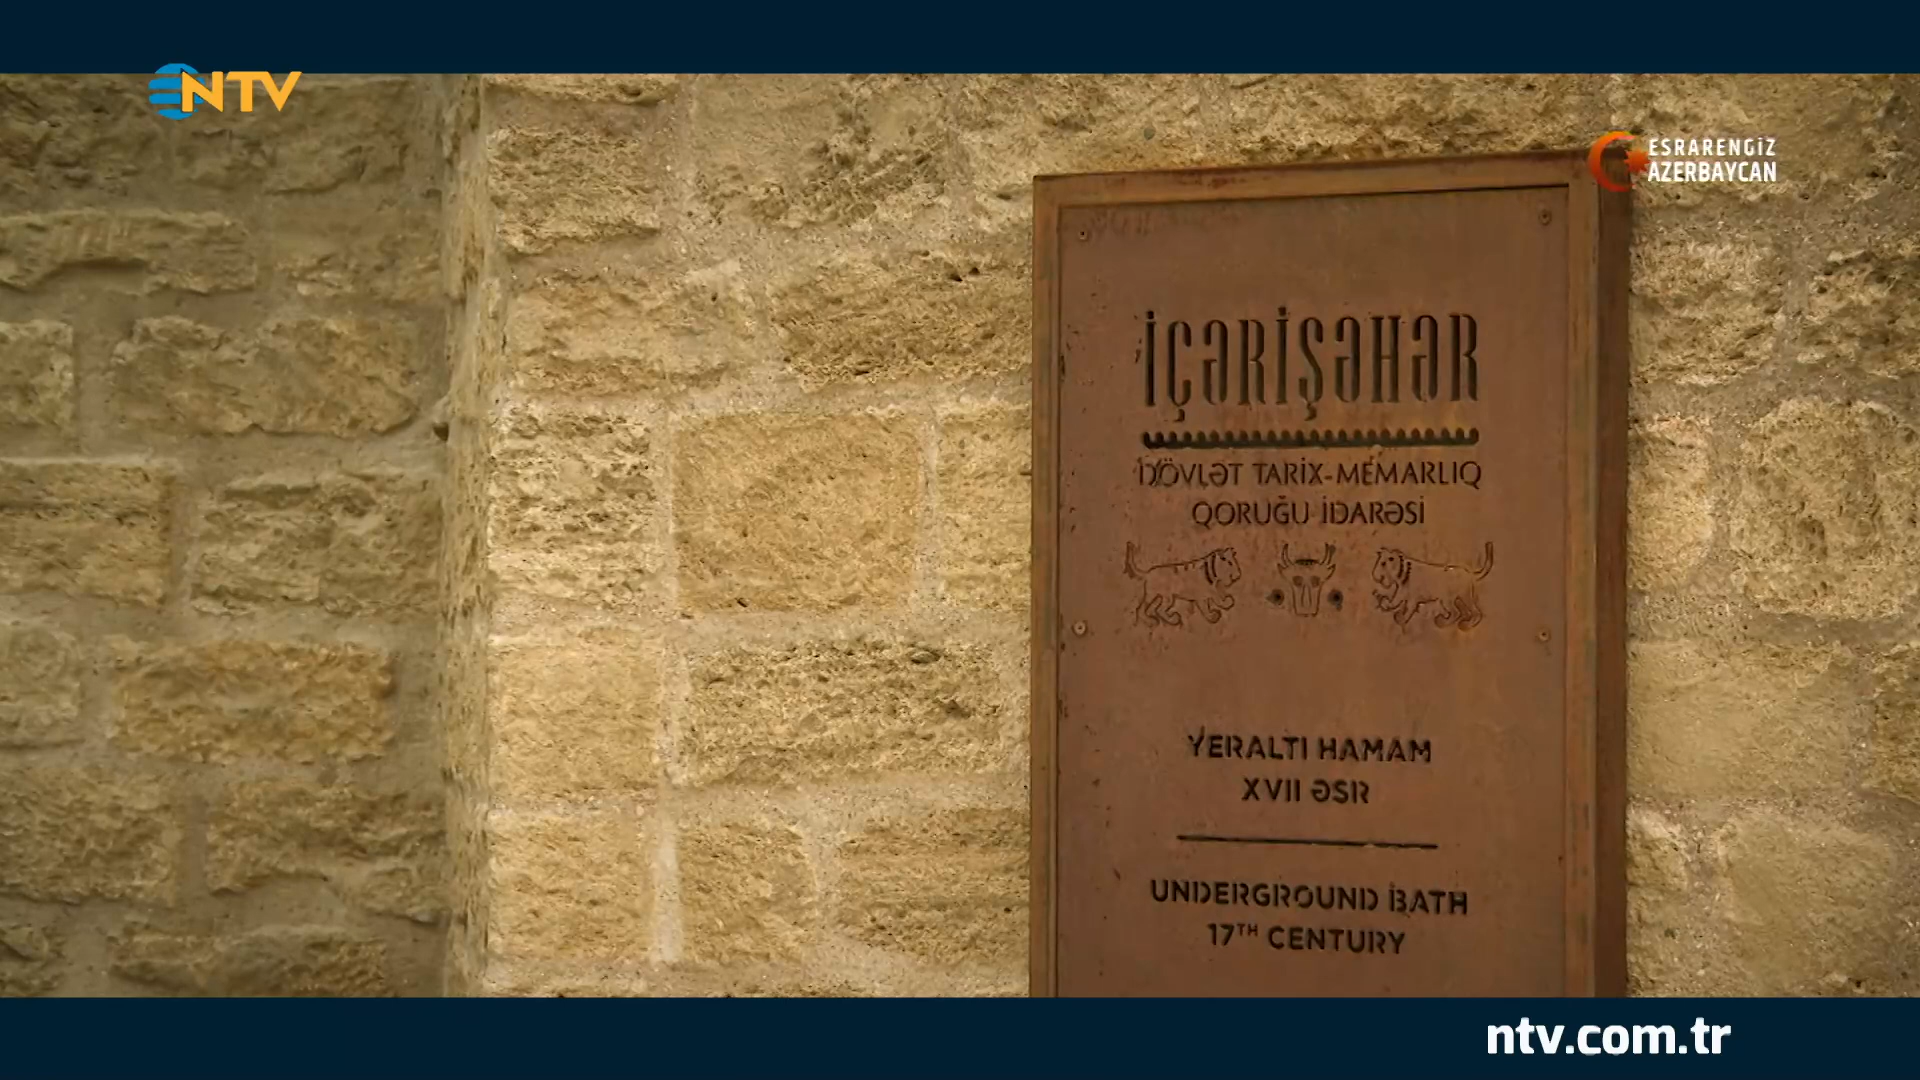 NTV
ESRARENGİZ
AZERBAYCAN
İÇƏRİŞƏHƏR
DÖVLƏT TARİX-MEMARLIQ
QORUĞU İDARƏSİ
YERALTI HAMAM
XVII ƏSR
UNDERGROUND BATH
17TH CENTURY
ntv.com.tr